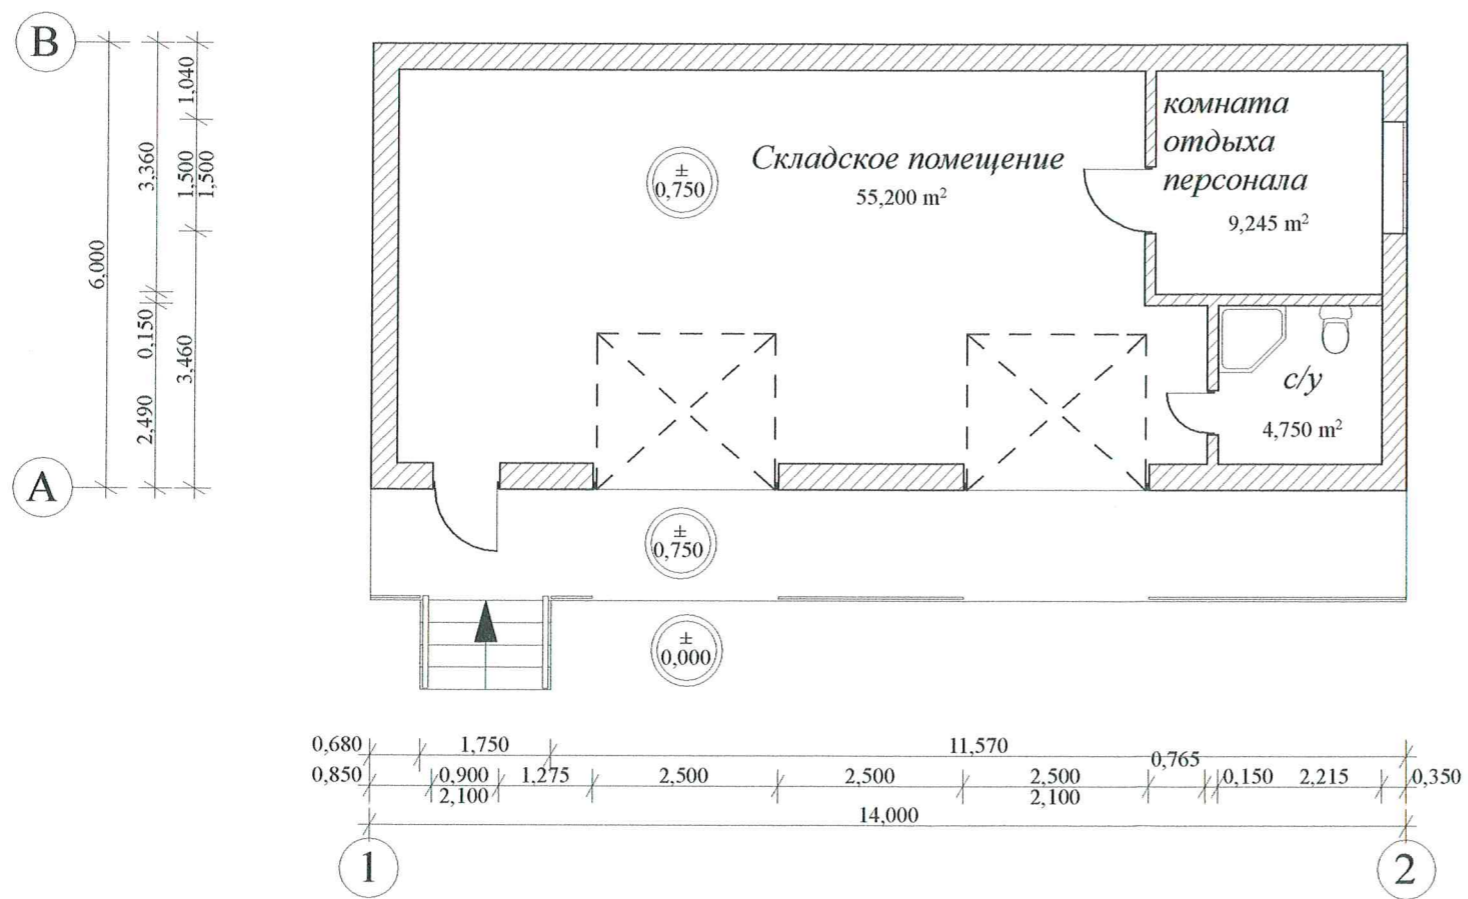 В
1.040
3.360
1,500
1,500
6.000
0.150
3.460
2.490
А
комната
отдыха
персонала
9,245 m²
Складское помещение
55,200 m²
±
0,750
с/у
4,750 m²
±
0,750
±
0,000
0,680 1,750 11,570
0,765
0,850 0,900 1,275 2,500 2,500 2,500 0,150 2,215 0,350
2,100 2,100
14,000
1 2